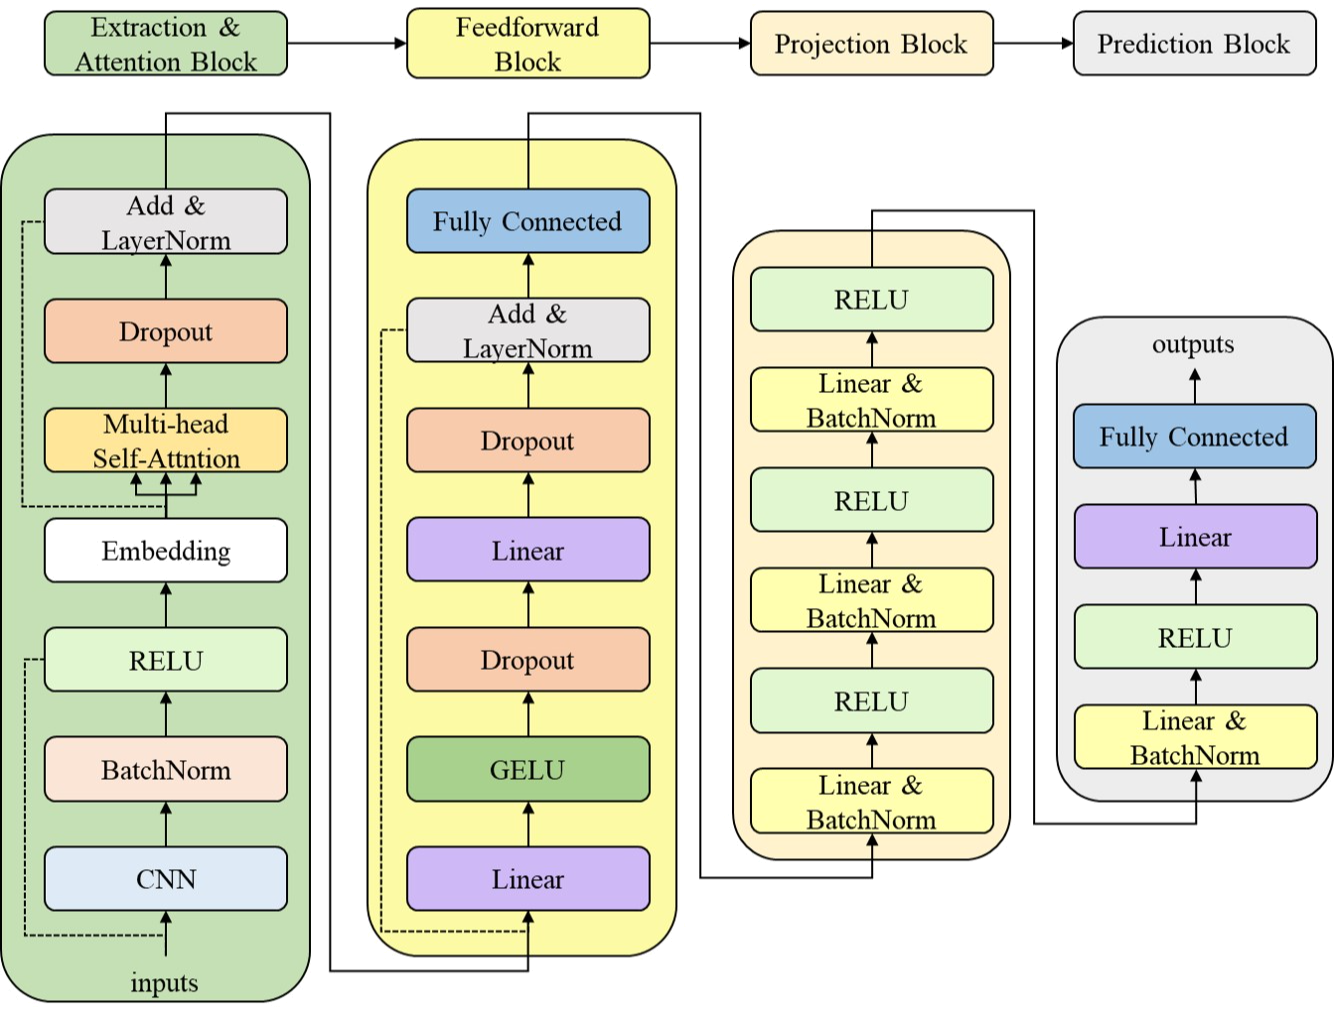 Extraction &
Attention Block
Feedforward
Block
Projection Block
Prediction Block
Add &
LayerNorm
Dropout
Multi-head
Self-Attntion
Embedding
RELU
BatchNorm
CNN
inputs
Fully Connected
Add &
LayerNorm
Dropout
Linear
Dropout
GELU
Linear
RELU
Linear &
BatchNorm
RELU
Linear &
BatchNorm
RELU
Linear &
BatchNorm
outputs
Fully Connected
Linear
RELU
Linear &
BatchNorm